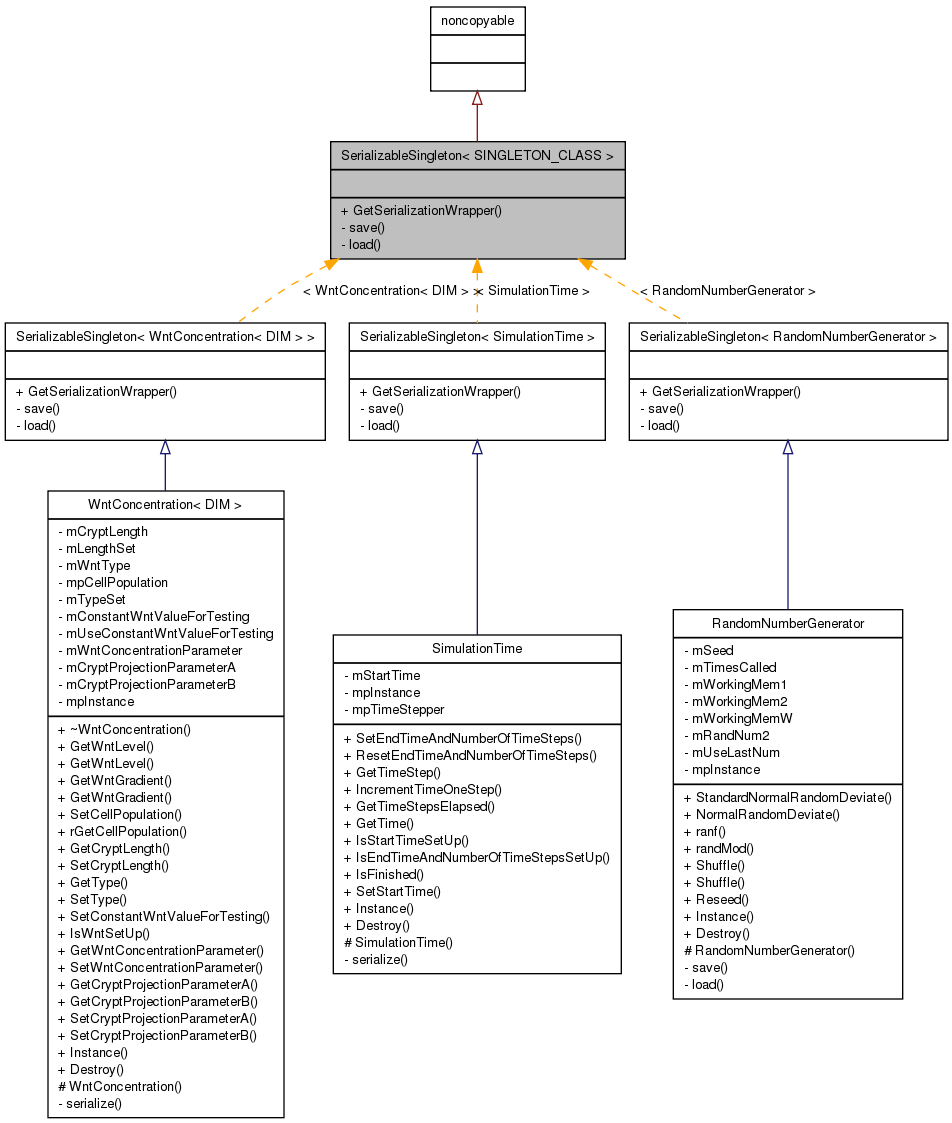 noncopyable
SerializableSingleton< SINGLETON_CLASS >
+ GetSerializationWrapper()
- save()
- load()
< WntConcentration< DIM > >
< SimulationTime >
< RandomNumberGenerator >
SerializableSingleton< WntConcentration< DIM > >
+ GetSerializationWrapper()
- save()
- load()
SerializableSingleton< SimulationTime >
+ GetSerializationWrapper()
- save()
- load()
SerializableSingleton< RandomNumberGenerator >
+ GetSerializationWrapper()
- save()
- load()
WntConcentration< DIM >
- mCryptLength
- mLengthSet
- mWntType
- mpCellPopulation
- mTypeSet
- mConstantWntValueForTesting
- mUseConstantWntValueForTesting
- mWntConcentrationParameter
- mCryptProjectionParameterA
- mCryptProjectionParameterB
- mpInstance
+ ~WntConcentration()
+ GetWntLevel()
+ GetWntLevel()
+ GetWntGradient()
+ GetWntGradient()
+ SetCellPopulation()
+ rGetCellPopulation()
+ GetCryptLength()
+ SetCryptLength()
+ GetType()
+ SetType()
+ SetConstantWntValueForTesting()
+ IsWntSetUp()
+ GetWntConcentrationParameter()
+ SetWntConcentrationParameter()
+ GetCryptProjectionParameterA()
+ GetCryptProjectionParameterB()
+ SetCryptProjectionParameterA()
+ SetCryptProjectionParameterB()
+ Instance()
+ Destroy()
# WntConcentration()
- serialize()
SimulationTime
- mStartTime
- mpInstance
- mpTimeStepper
+ SetEndTimeAndNumberOfTimeSteps()
+ ResetEndTimeAndNumberOfTimeSteps()
+ GetTimeStep()
+ IncrementTimeOneStep()
+ GetTimeStepsElapsed()
+ GetTime()
+ IsStartTimeSetUp()
+ IsEndTimeAndNumberOfTimeStepsSetUp()
+ IsFinished()
+ SetStartTime()
+ Instance()
+ Destroy()
# SimulationTime()
- serialize()
RandomNumberGenerator
- mSeed
- mTimesCalled
- mWorkingMem1
- mWorkingMem2
- mWorkingMemW
- mRandNum2
- mUseLastNum
- mpInstance
+ StandardNormalRandomDeviate()
+ NormalRandomDeviate()
+ ranf()
+ randMod()
+ Shuffle()
+ Shuffle()
+ Reseed()
+ Instance()
+ Destroy()
# RandomNumberGenerator()
- save()
- load()